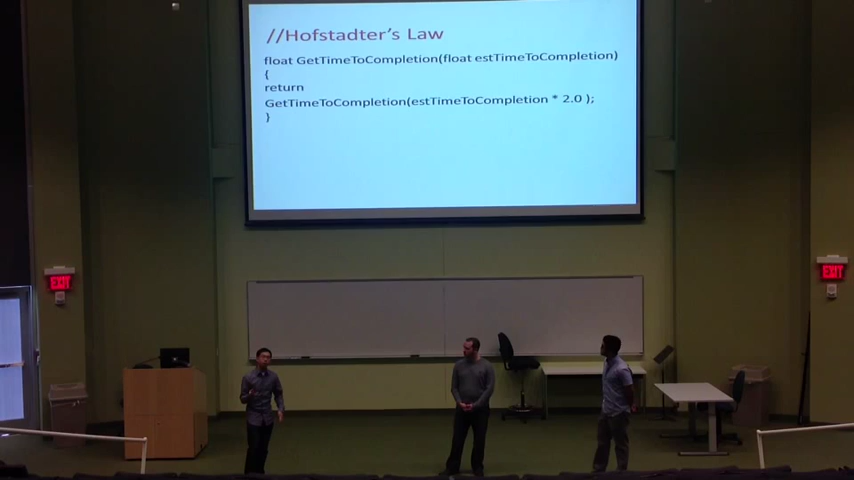 //Hofstadter's Law
float GetTimeToCompletion(float estTimeToCompletion)
{
return
GetTimeToCompletion(estTimeToCompletion * 2.0 );
}
EXIT
EXIT